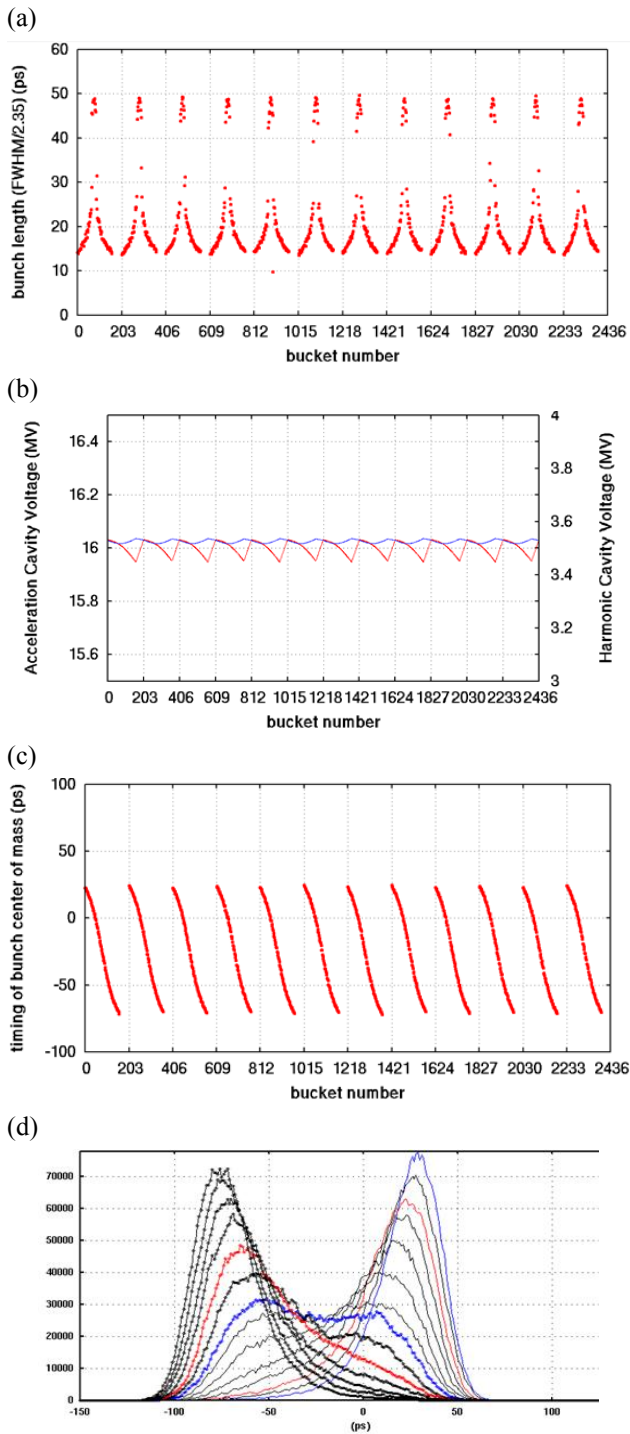 (a)
60
50
40
30
20
10
0
bunch length (FWHM/2.35) (ps)
0 203 406 609 812 1015 1218 1421 1624 1827 2030 2233 2436
bucket number
(b)
16.4
16.2
16
15.8
15.6
Acceleration Cavity Voltage (MV)
4
3.8
3.6
3.4
3.2
3
Harmonic Cavity Voltage (MV)
0 203 406 609 812 1015 1218 1421 1624 1827 2030 2233 2436
bucket number
(c)
100
50
0
-50
-100
timing of bunch center of mass (ps)
0 203 406 609 812 1015 1218 1421 1624 1827 2030 2233 2436
bucket number
(d)
70000
60000
50000
40000
30000
20000
10000
0
-150 -100 -50 0 50 100
(ps)